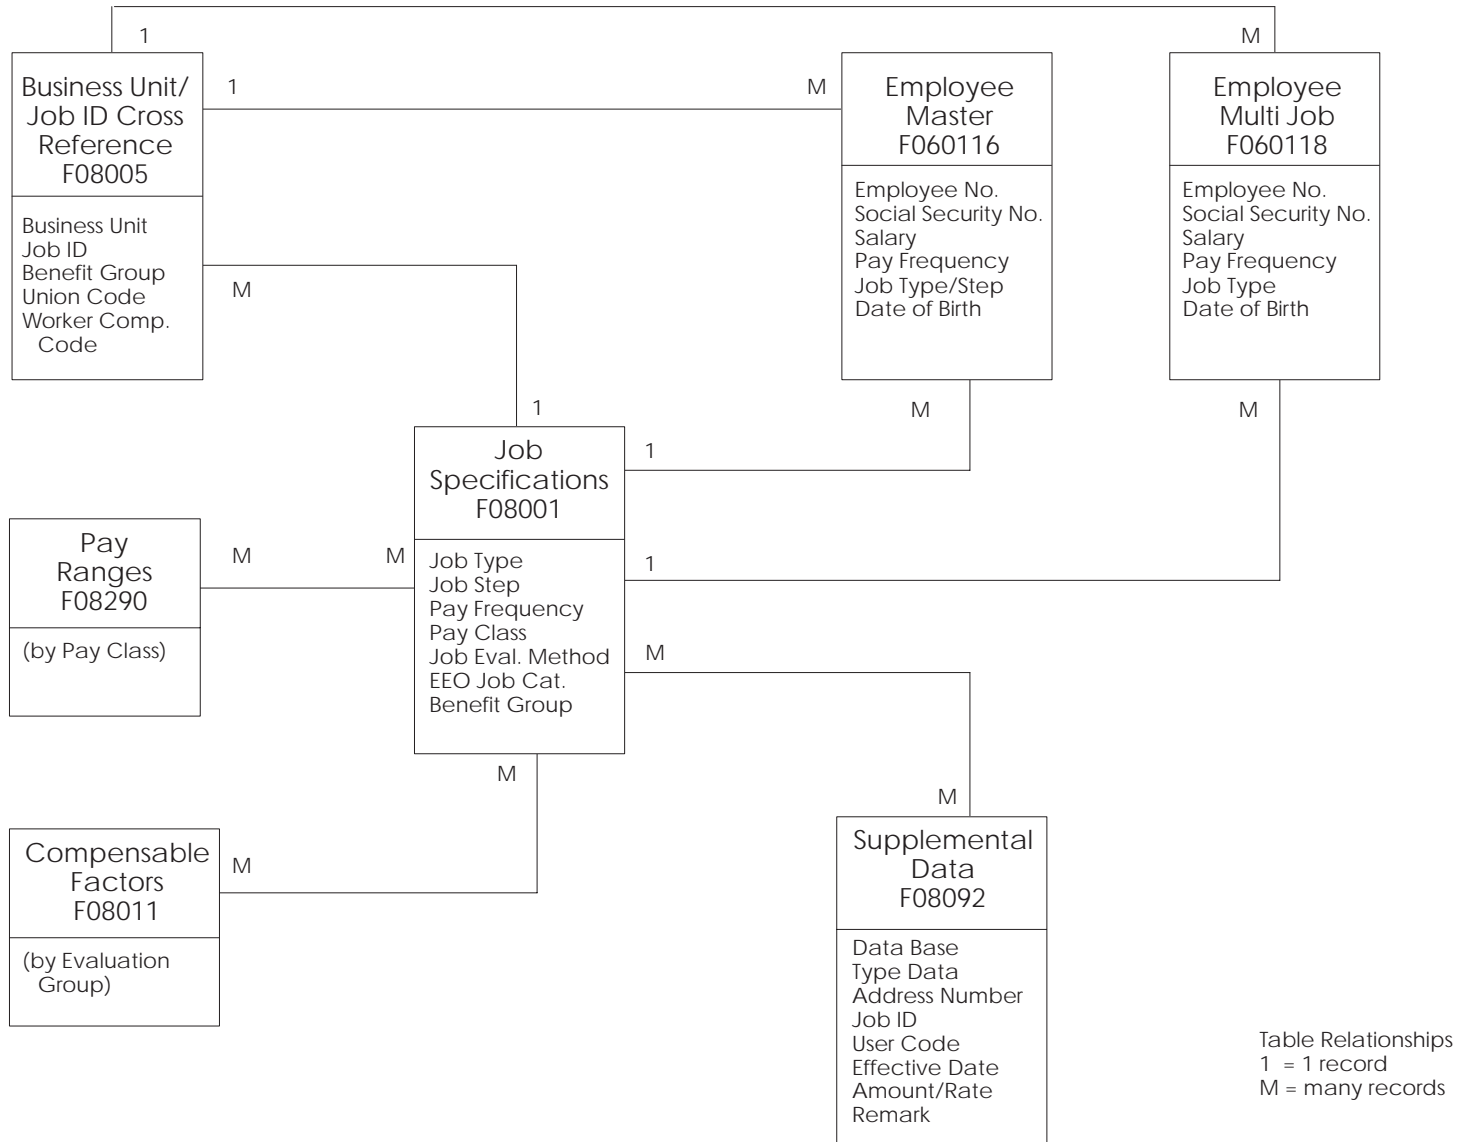 1
M
Business Unit/
Job ID Cross
Reference
F08005
Business Unit
Job ID
Benefit Group
Union Code
Worker Comp.
Code
1
M
Employee
Master
F060116
Employee No.
Social Security No.
Salary
Pay Frequency
Job Type/Step
Date of Birth
Employee
Multi Job
F060118
Employee No.
Social Security No.
Salary
Pay Frequency
Job Type
Date of Birth
M
1
M
M
Job
Specifications
F08001
Job Type
Job Step
Pay Frequency
Pay Class
Job Eval. Method
EEO Job Cat.
Benefit Group
1
1
M
Pay
Ranges
F08290
(by Pay Class)
M
M
M
M
Compensable
Factors
F08011
(by Evaluation
Group)
M
Supplemental
Data
F08092
Data Base
Type Data
Address Number
Job ID
User Code
Effective Date
Amount/Rate
Remark
Table Relationships
1 = 1 record
M = many records